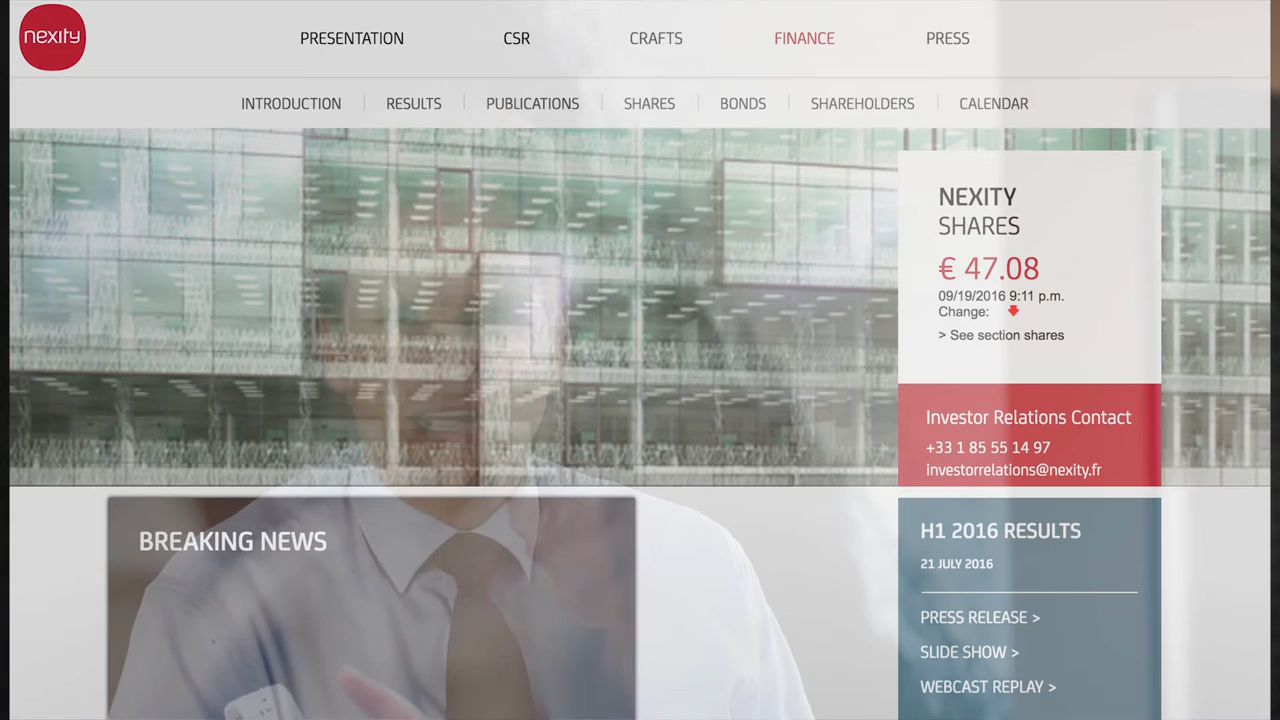 nexity
PRESENTATION CSR CRAFTS FINANCE PRESS
INTRODUCTION RESULTS PUBLICATIONS SHARES BONDS SHAREHOLDERS CALENDAR
NEXITY
SHARES
€ 47.08
09/19/2016 9:11 p.m.
Change:
> See section shares
Investor Relations Contact
+33 1 85 55 14 97
investorrelations@nexity.fr
BREAKING NEWS
H1 2016 RESULTS
21 JULY 2016
PRESS RELEASE >
SLIDE SHOW >
WEBCAST REPLAY >